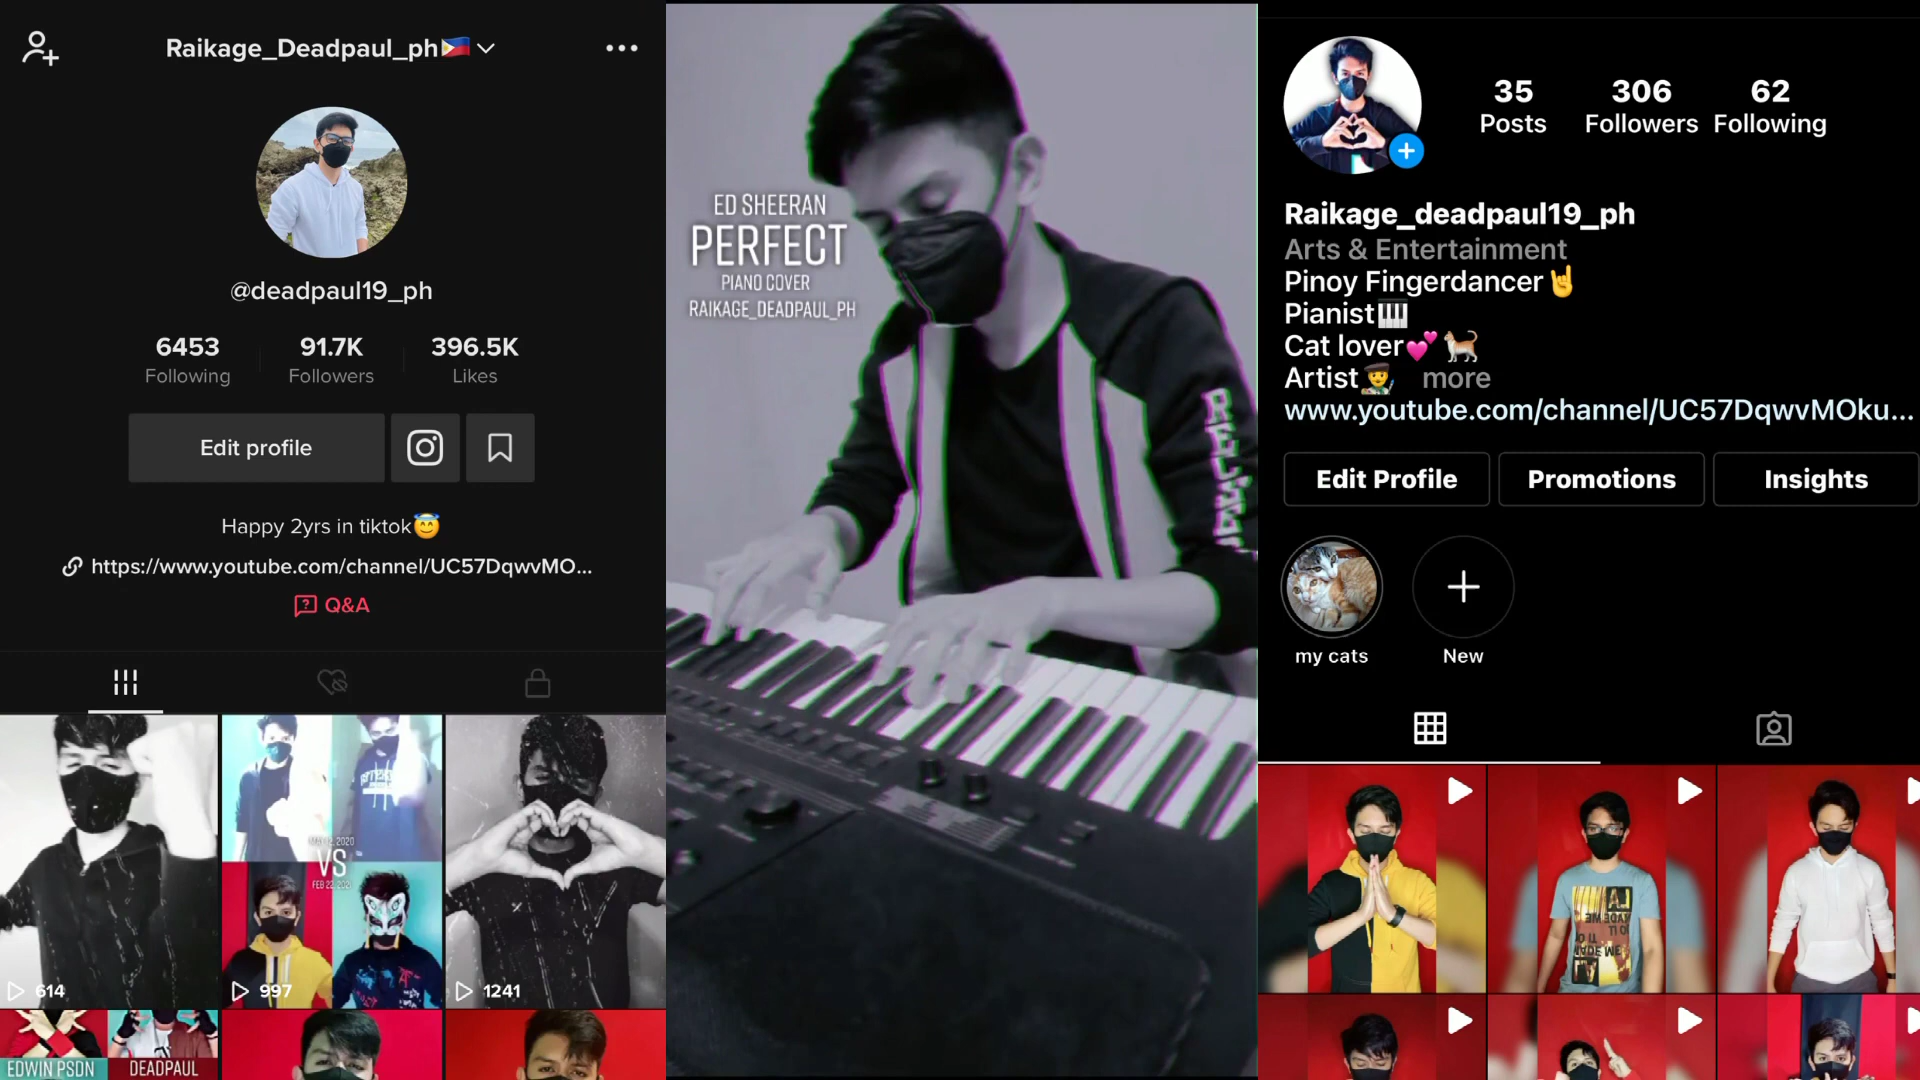 Raikage_Deadpaul_ph🇵🇭
@deadpaul19_ph
6453
Following
91.7K
Followers
396.5K
Likes
Edit profile
Happy 2yrs in tiktok😇
https://www.youtube.com/channel/UC57DqwvMO...
Q&A
614
MAY 12, 2020
VS
997
1241
EDWIN PSDN
DEADPAUL
ED SHEERAN
PERFECT
PIANO COVER
RAIKAGE_DEADPAUL_PH
35
Posts
306
Followers
62
Following
Raikage_deadpaul19_ph
Arts & Entertainment
Pinoy Fingerdancer🤘
Pianist🎹
Cat lover💕🐈
Artist👨‍🎨 more
www.youtube.com/channel/UC57DqwvMOku...
Edit Profile
Promotions
Insights
my cats
New